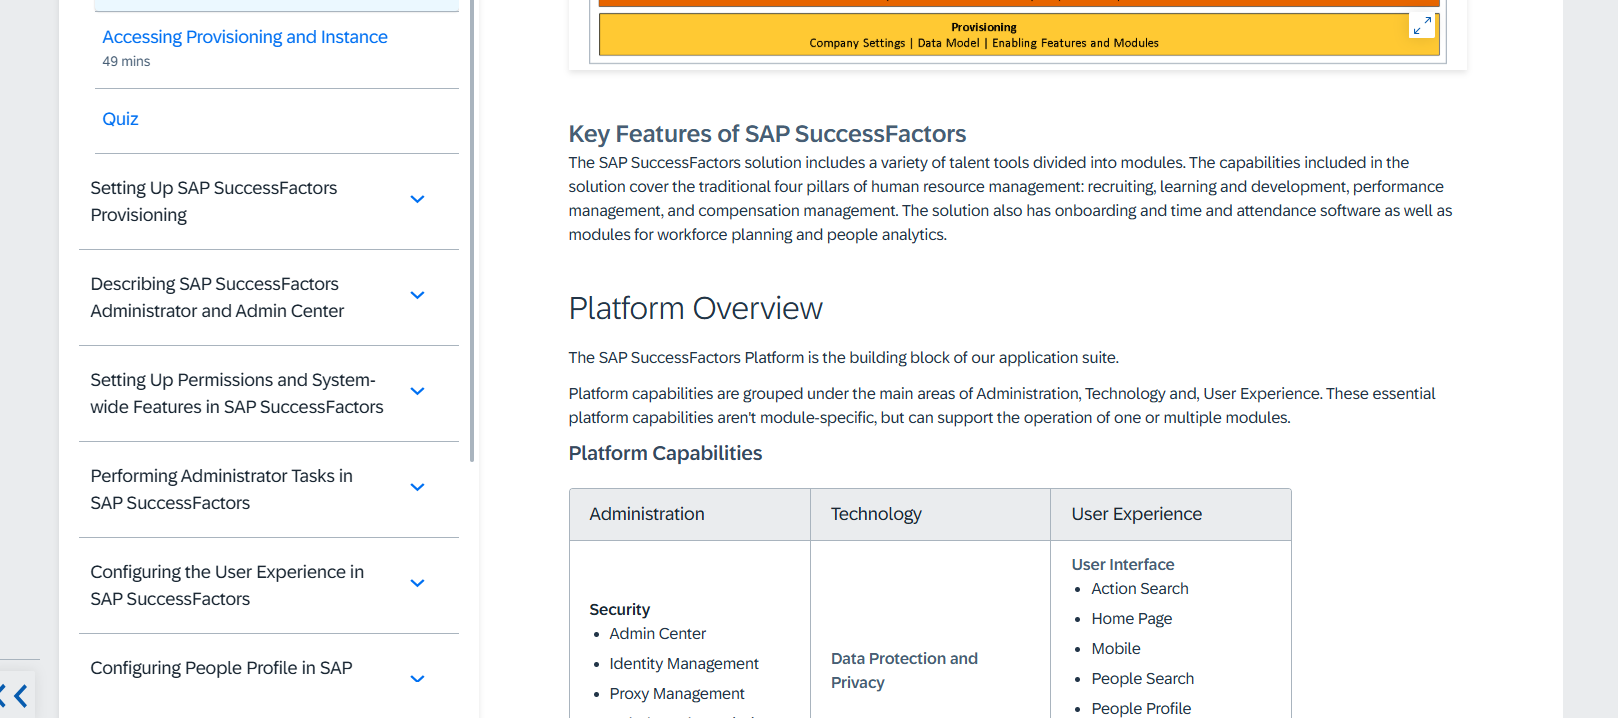 Accessing Provisioning and Instance
49 mins
Quiz
Setting Up SAP SuccessFactors
Provisioning
Describing SAP SuccessFactors
Administrator and Admin Center
Setting Up Permissions and System-
wide Features in SAP SuccessFactors
Performing Administrator Tasks in
SAP SuccessFactors
Configuring the User Experience in
SAP SuccessFactors
Configuring People Profile in SAP
Provisioning
Company Settings | Data Model | Enabling Features and Modules
Key Features of SAP SuccessFactors
The SAP SuccessFactors solution includes a variety of talent tools divided into modules. The capabilities included in the
solution cover the traditional four pillars of human resource management: recruiting, learning and development, performance
management, and compensation management. The solution also has onboarding and time and attendance software as well as
modules for workforce planning and people analytics.
Platform Overview
The SAP SuccessFactors Platform is the building block of our application suite.
Platform capabilities are grouped under the main areas of Administration, Technology and, User Experience. These essential
platform capabilities aren't module-specific, but can support the operation of one or multiple modules.
Platform Capabilities
Administration
Technology
User Experience
Security
• Admin Center
• Identity Management
• Proxy Management
Data Protection and
Privacy
User Interface
• Action Search
• Home Page
• Mobile
• People Search
• People Profile